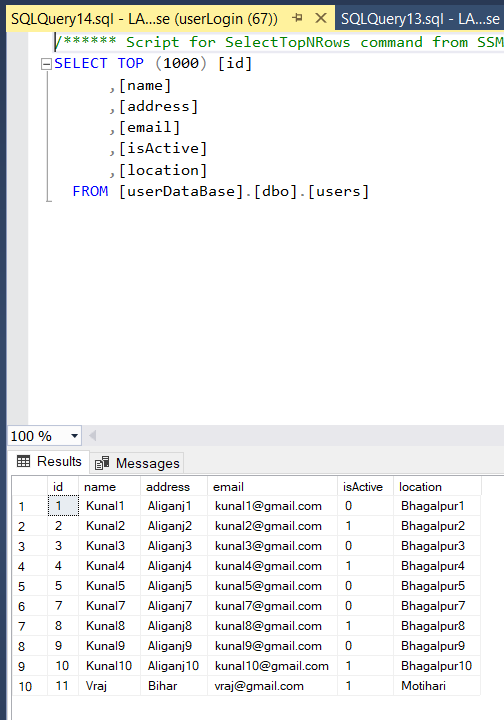 SQLQuery14.sql - LA...se (userLogin (67)) SQLQuery13.sql - LA...se
/****** Script for SelectTopNRows command from SSM
SELECT TOP (1000) [id]
,[name]
,[address]
,[email]
,[isActive]
,[location]
FROM [userDataBase].[dbo].[users]
100 %
Results Messages
id name address email isActive location
1 1 Kunal1 Aliganj1 kunal1@gmail.com 0 Bhagalpur1
2 2 Kunal2 Aliganj2 kunal2@gmail.com 1 Bhagalpur2
3 3 Kunal3 Aliganj3 kunal3@gmail.com 0 Bhagalpur3
4 4 Kunal4 Aliganj4 kunal4@gmail.com 1 Bhagalpur4
5 5 Kunal5 Aliganj5 kunal5@gmail.com 0 Bhagalpur5
6 7 Kunal7 Aliganj7 kunal7@gmail.com 0 Bhagalpur7
7 8 Kunal8 Aliganj8 kunal8@gmail.com 1 Bhagalpur8
8 9 Kunal9 Aliganj9 kunal9@gmail.com 0 Bhagalpur9
9 10 Kunal10 Aliganj10 kunal10@gmail.com 1 Bhagalpur10
10 11 Vraj Bihar vraj@gmail.com 1 Motihari